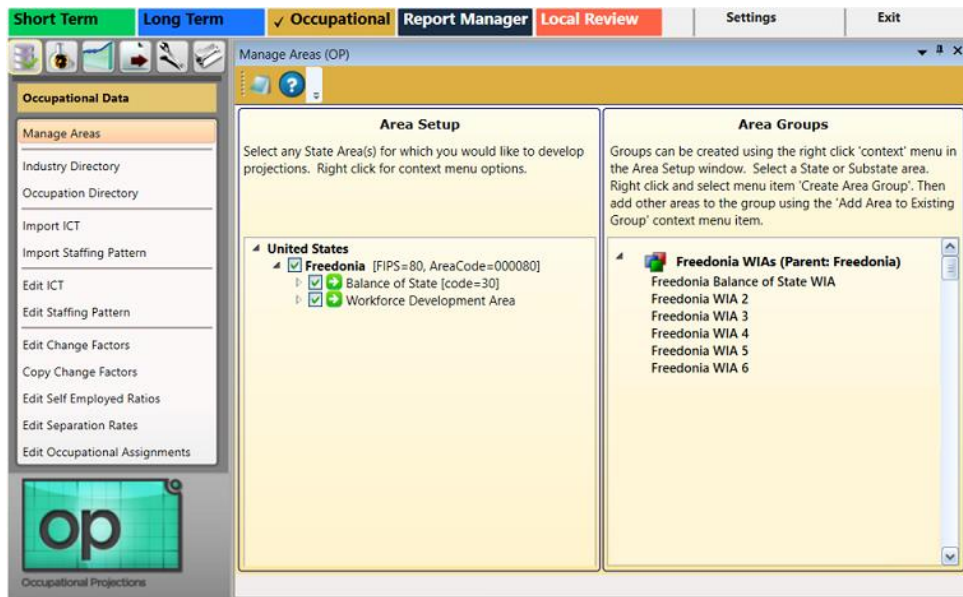 Short Term
Long Term
✓ Occupational
Report Manager
Local Review
Settings
Exit
Occupational Data
Manage Areas
Industry Directory
Occupation Directory
Import ICT
Import Staffing Pattern
Edit ICT
Edit Staffing Pattern
Edit Change Factors
Copy Change Factors
Edit Self Employed Ratios
Edit Separation Rates
Edit Occupational Assignments
op
Occupational Projections
Manage Areas (OP)
Area Setup
Select any State Area(s) for which you would like to develop
projections. Right click for context menu options.
United States
Freedonia [FIPS=80, AreaCode=000080]
Balance of State [code=30]
Workforce Development Area
Area Groups
Groups can be created using the right click 'context' menu in
the Area Setup window. Select a State or Substate area.
Right click and select menu item 'Create Area Group'. Then
add other areas to the group using the 'Add Area to Existing
Group' context menu item.
Freedonia WIAs (Parent: Freedonia)
Freedonia Balance of State WIA
Freedonia WIA 2
Freedonia WIA 3
Freedonia WIA 4
Freedonia WIA 5
Freedonia WIA 6